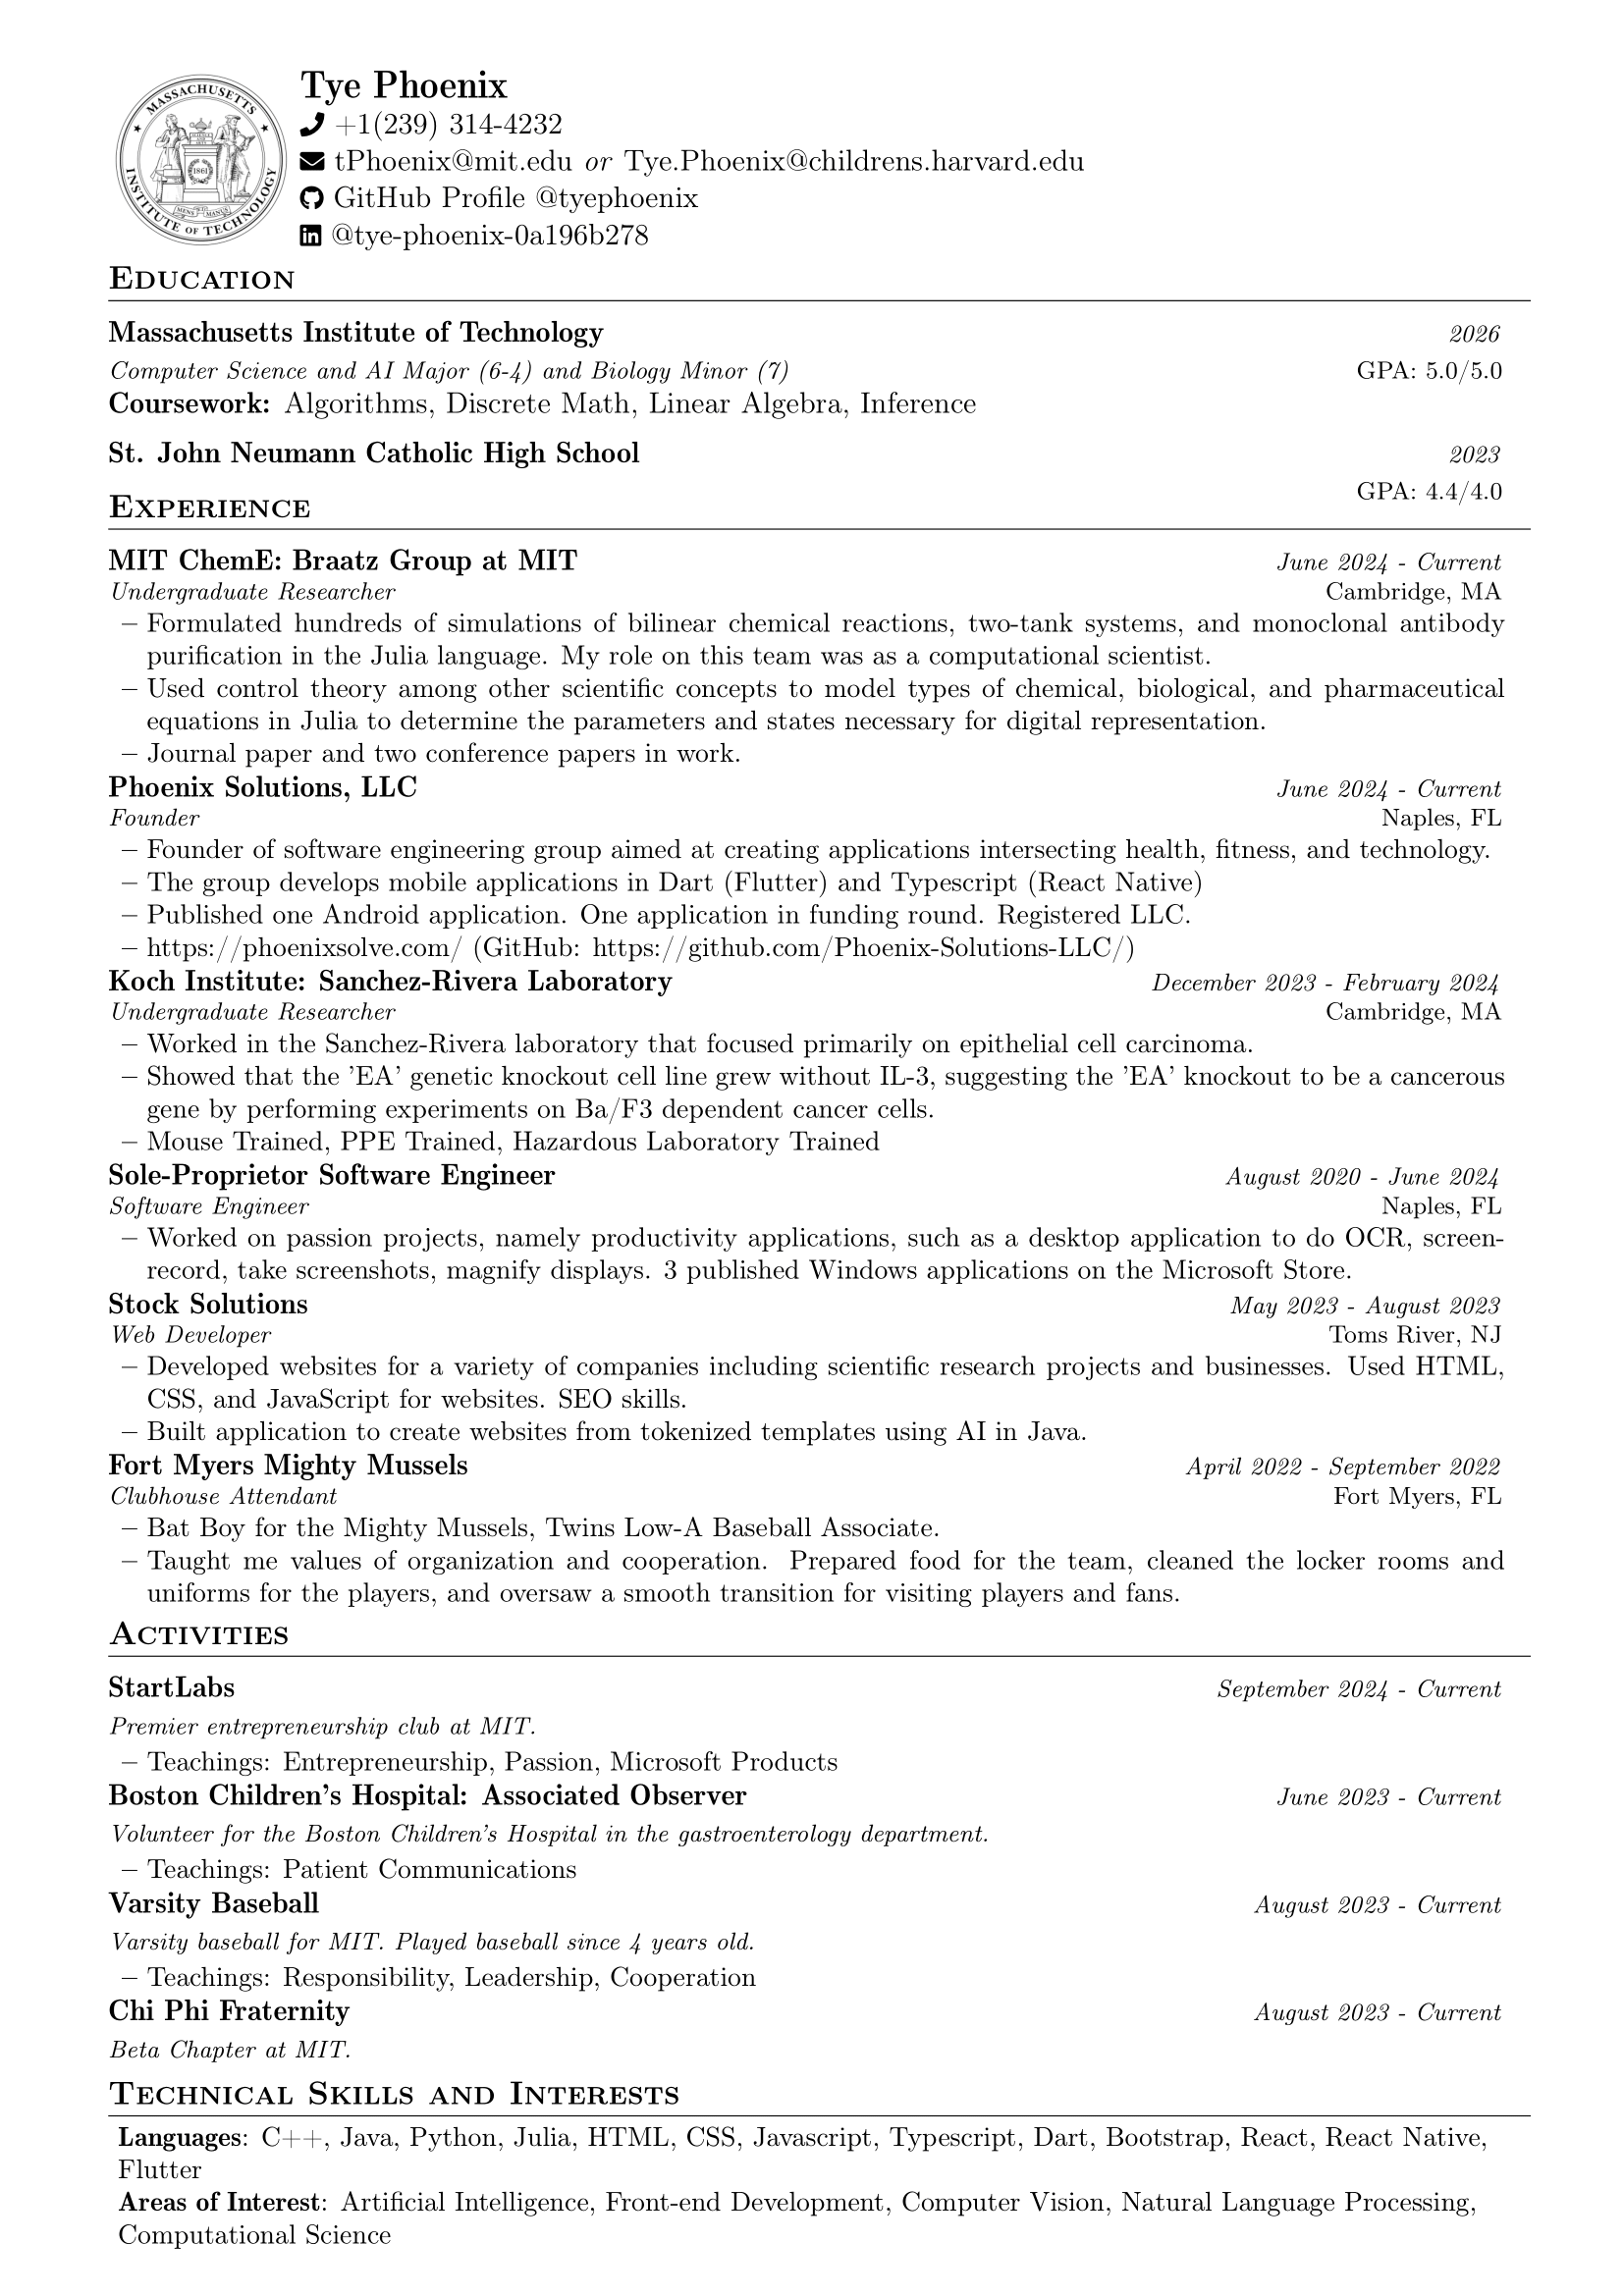 MASSACHUSETTS
INSTITUTE OF TECHNOLOGY
1861
MENS ET MANUS
Tye Phoenix
+1(239) 314-4232
tPhoenix@mit.edu or Tye.Phoenix@childrens.harvard.edu
GitHub Profile @tyephoenix
@tye-phoenix-0a196b278
EDUCATION
Massachusetts Institute of Technology 2026
Computer Science and AI Major (6-4) and Biology Minor (7) GPA: 5.0/5.0
Coursework: Algorithms, Discrete Math, Linear Algebra, Inference
St. John Neumann Catholic High School 2023
GPA: 4.4/4.0
EXPERIENCE
MIT ChemE: Braatz Group at MIT June 2024 - Current
Undergraduate Researcher Cambridge, MA
– Formulated hundreds of simulations of bilinear chemical reactions, two-tank systems, and monoclonal antibody
purification in the Julia language. My role on this team was as a computational scientist.
– Used control theory among other scientific concepts to model types of chemical, biological, and pharmaceutical
equations in Julia to determine the parameters and states necessary for digital representation.
– Journal paper and two conference papers in work.
Phoenix Solutions, LLC June 2024 - Current
Founder Naples, FL
– Founder of software engineering group aimed at creating applications intersecting health, fitness, and technology.
– The group develops mobile applications in Dart (Flutter) and Typescript (React Native)
– Published one Android application. One application in funding round. Registered LLC.
– https://phoenixsolve.com/ (GitHub: https://github.com/Phoenix-Solutions-LLC/)
Koch Institute: Sanchez-Rivera Laboratory December 2023 - February 2024
Undergraduate Researcher Cambridge, MA
– Worked in the Sanchez-Rivera laboratory that focused primarily on epithelial cell carcinoma.
– Showed that the 'EA' genetic knockout cell line grew without IL-3, suggesting the 'EA' knockout to be a cancerous
gene by performing experiments on Ba/F3 dependent cancer cells.
– Mouse Trained, PPE Trained, Hazardous Laboratory Trained
Sole-Proprietor Software Engineer August 2020 - June 2024
Software Engineer Naples, FL
– Worked on passion projects, namely productivity applications, such as a desktop application to do OCR, screen-
record, take screenshots, magnify displays. 3 published Windows applications on the Microsoft Store.
Stock Solutions May 2023 - August 2023
Web Developer Toms River, NJ
– Developed websites for a variety of companies including scientific research projects and businesses. Used HTML,
CSS, and JavaScript for websites. SEO skills.
– Built application to create websites from tokenized templates using AI in Java.
Fort Myers Mighty Mussels April 2022 - September 2022
Clubhouse Attendant Fort Myers, FL
– Bat Boy for the Mighty Mussels, Twins Low-A Baseball Associate.
– Taught me values of organization and cooperation. Prepared food for the team, cleaned the locker rooms and
uniforms for the players, and oversaw a smooth transition for visiting players and fans.
ACTIVITIES
StartLabs September 2024 - Current
Premier entrepreneurship club at MIT.
– Teachings: Entrepreneurship, Passion, Microsoft Products
Boston Children's Hospital: Associated Observer June 2023 - Current
Volunteer for the Boston Children's Hospital in the gastroenterology department.
– Teachings: Patient Communications
Varsity Baseball August 2023 - Current
Varsity baseball for MIT. Played baseball since 4 years old.
– Teachings: Responsibility, Leadership, Cooperation
Chi Phi Fraternity August 2023 - Current
Beta Chapter at MIT.
TECHNICAL SKILLS AND INTERESTS
Languages: C++, Java, Python, Julia, HTML, CSS, Javascript, Typescript, Dart, Bootstrap, React, React Native,
Flutter
Areas of Interest: Artificial Intelligence, Front-end Development, Computer Vision, Natural Language Processing,
Computational Science